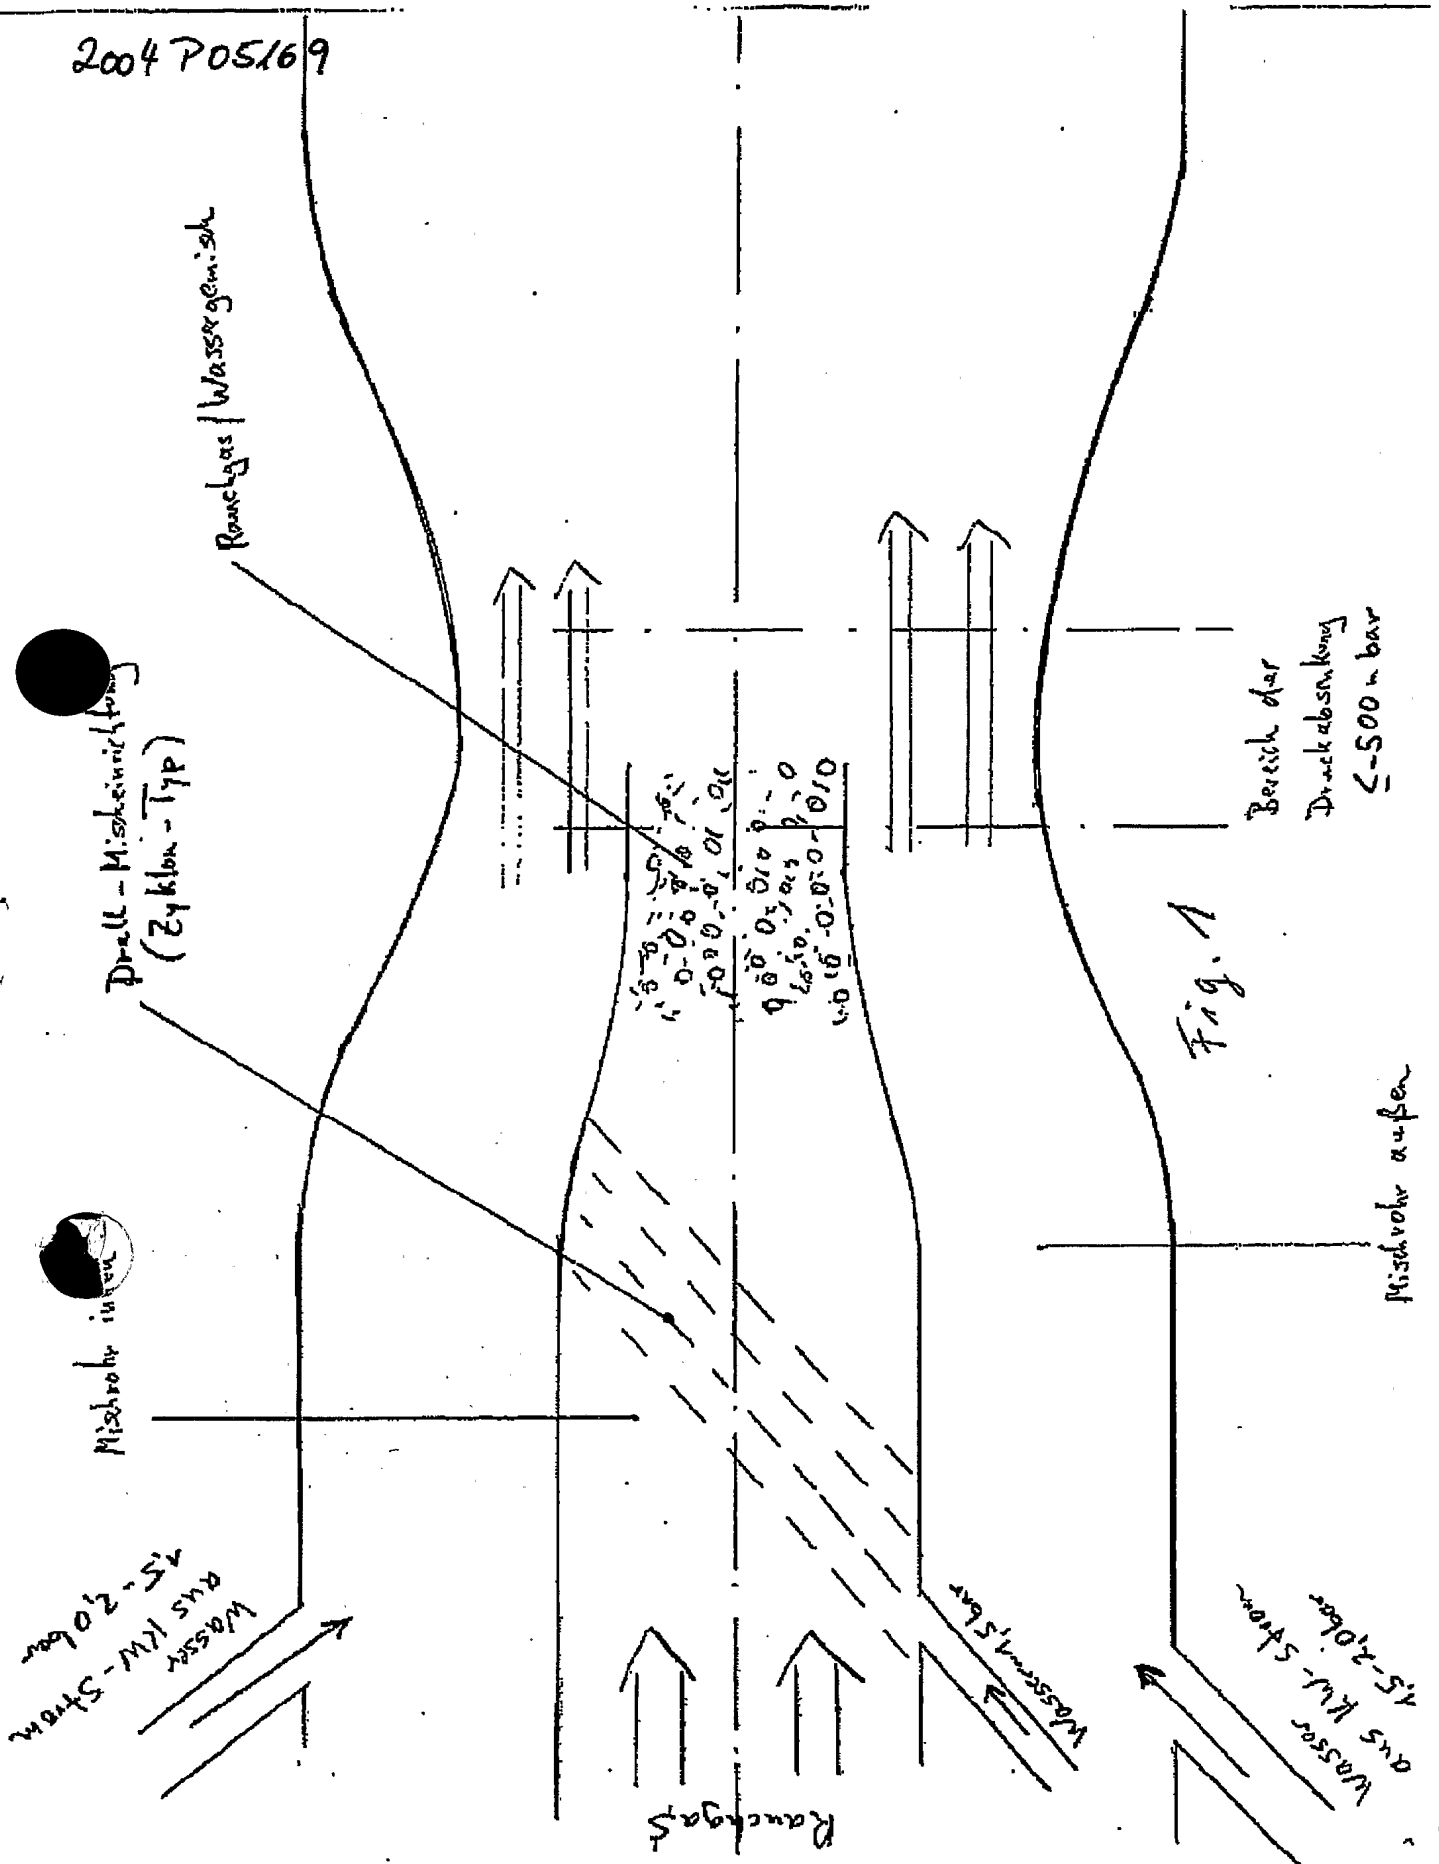 2004 P05169
Rauchgas/Wassergemisch
Drall-Mischeinrichtung
(Zyklon-Typ)
Mischrohr innen
Wasser
aus KW-Strom
1,5-2,0 bar
Rauchgas
Wasser 1,5 bar
Wasser
aus KW-Strom
1,5-2,0 bar
Mischrohr außen
Fig. 1
Bereich der
Druckabsenkung
≤-500 mbar